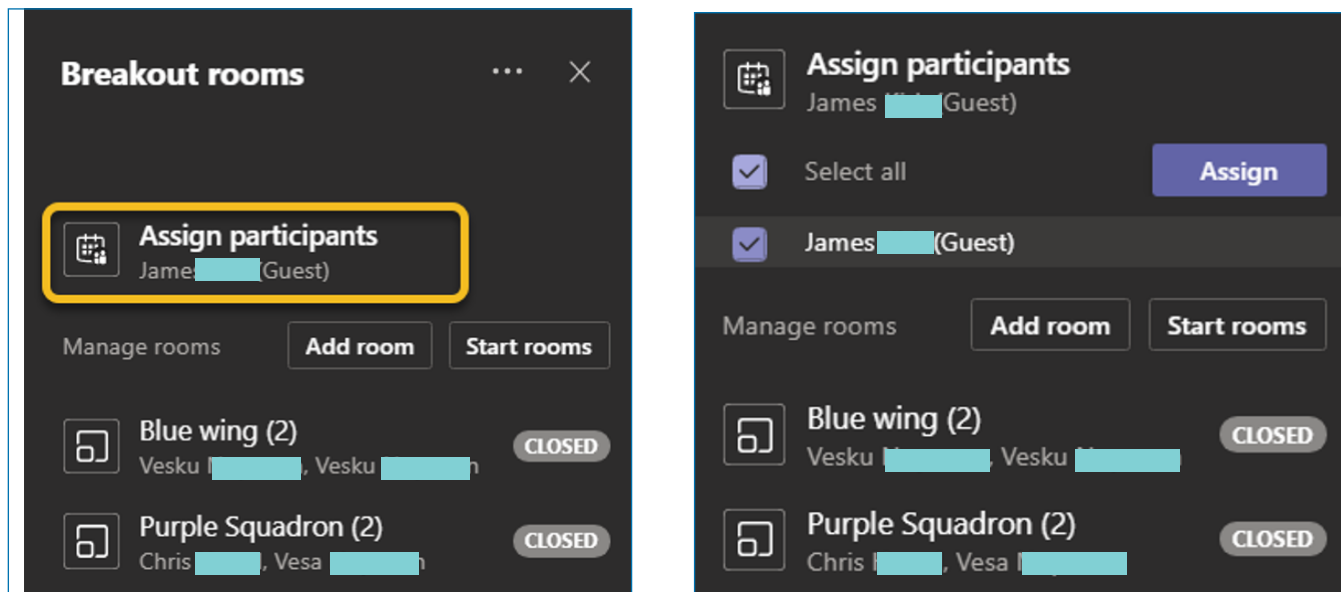 Breakout rooms
Assign participants
James (Guest)
Manage rooms
Add room
Start rooms
Blue wing (2)
CLOSED
Vesku , Vesku
Purple Squadron (2)
CLOSED
Chris , Vesa
Assign participants
James (Guest)
Select all
Assign
James (Guest)
Manage rooms
Add room
Start rooms
Blue wing (2)
CLOSED
Vesku , Vesku
Purple Squadron (2)
CLOSED
Chris , Vesa